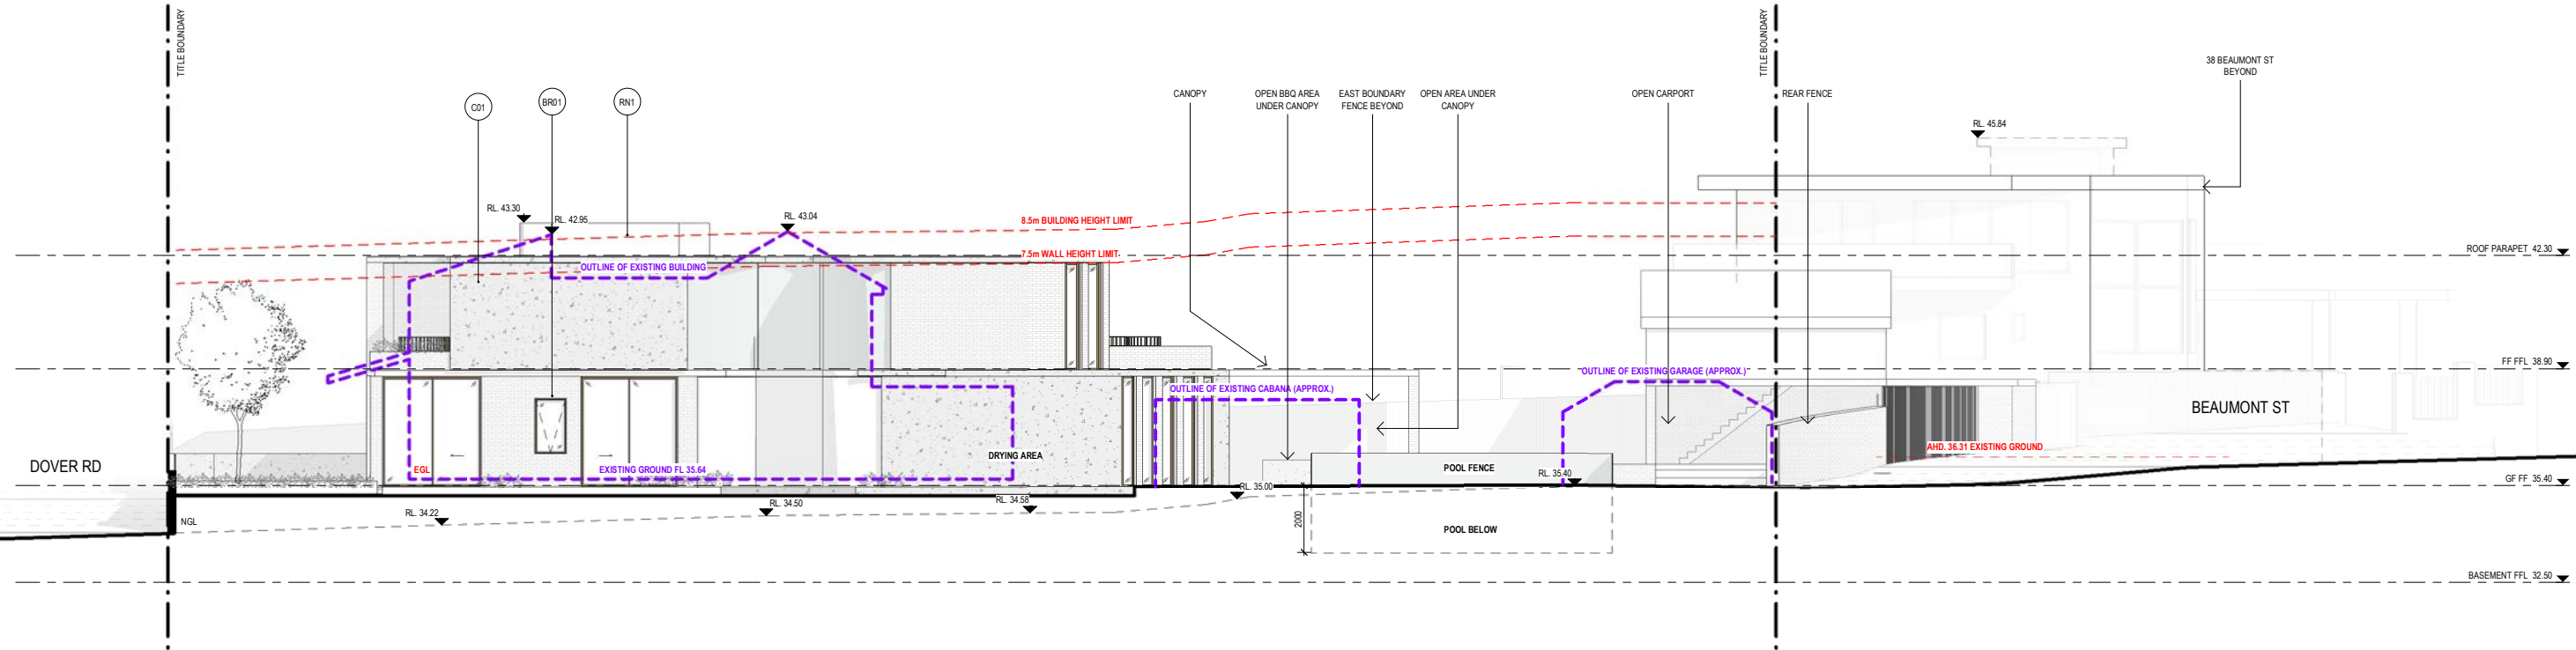 TITLE BOUNDARY
TITLE BOUNDARY
38 BEAUMONT ST
BEYOND
C01
BR01
RN1
CANOPY
OPEN BBQ AREA
UNDER CANOPY
EAST BOUNDARY
FENCE BEYOND
OPEN AREA UNDER
CANOPY
OPEN CARPORT
REAR FENCE
RL. 45.84
RL. 43.30
RL. 42.95
RL. 43.04
8.5m BUILDING HEIGHT LIMIT
7.5m WALL HEIGHT LIMIT
ROOF PARAPET 42.30
OUTLINE OF EXISTING BUILDING
FF FFL 38.90
OUTLINE OF EXISTING GARAGE (APPROX.)
OUTLINE OF EXISTING CABANA (APPROX.)
BEAUMONT ST
AHD. 36.31 EXISTING GROUND
DOVER RD
DRYING AREA
EGL
EXISTING GROUND FL 35.64
POOL FENCE
RL. 35.40
GF FF 35.40
RL. 35.00
RL. 34.58
RL. 34.50
RL. 34.22
NGL
2000
POOL BELOW
BASEMENT FFL 32.50